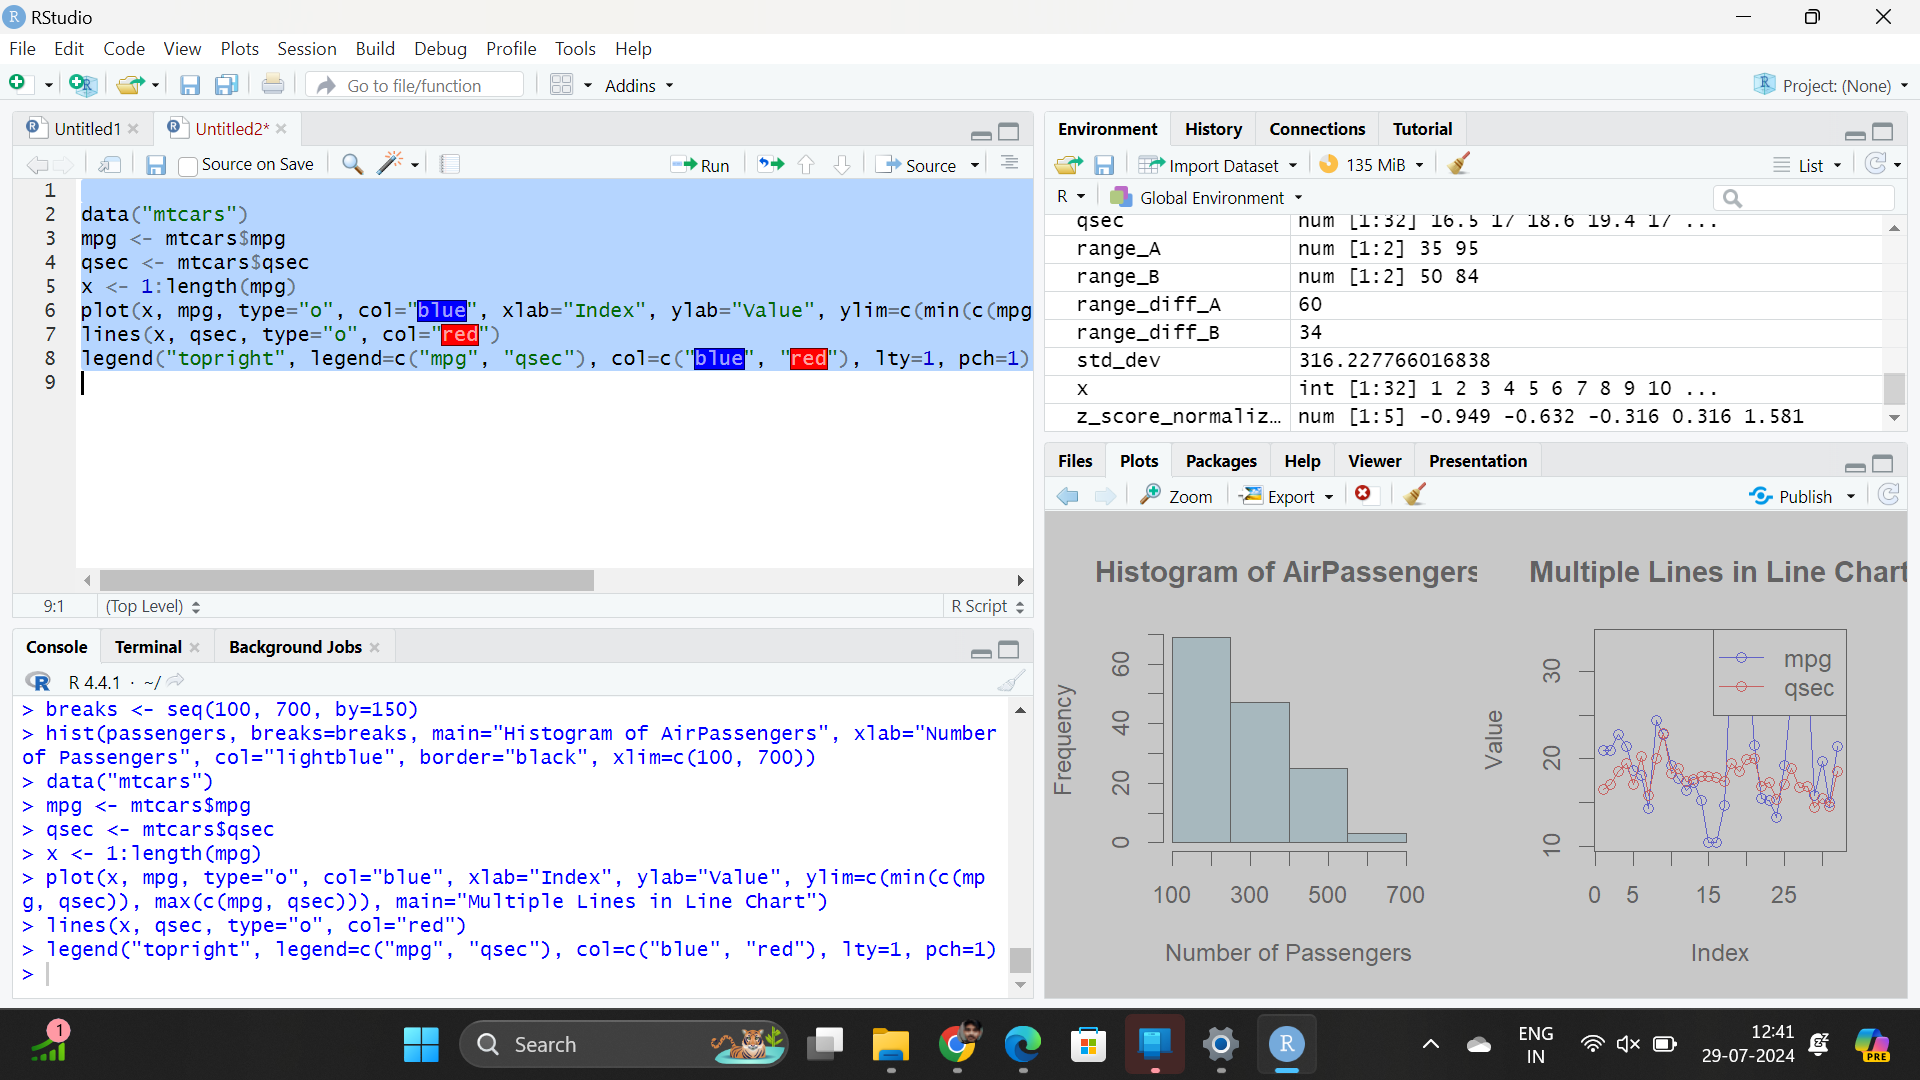 RStudio
File Edit Code View Plots Session Build Debug Profile Tools Help
Go to file/function Addins Project: (None)
Untitled1 Untitled2*
Source on Save Run Source
1
2 data("mtcars")
3 mpg <- mtcars$mpg
4 qsec <- mtcars$qsec
5 x <- 1:length(mpg)
6 plot(x, mpg, type="o", col="blue", xlab="Index", ylab="Value", ylim=c(min(c(mpg
7 lines(x, qsec, type="o", col="red")
8 legend("topright", legend=c("mpg", "qsec"), col=c("blue", "red"), lty=1, pch=1)
9
9:1 (Top Level) R Script
Console Terminal Background Jobs
R 4.4.1 · ~/
> breaks <- seq(100, 700, by=150)
> hist(passengers, breaks=breaks, main="Histogram of AirPassengers", xlab="Number
of Passengers", col="lightblue", border="black", xlim=c(100, 700))
> data("mtcars")
> mpg <- mtcars$mpg
> qsec <- mtcars$qsec
> x <- 1:length(mpg)
> plot(x, mpg, type="o", col="blue", xlab="Index", ylab="Value", ylim=c(min(c(mp
g, qsec)), max(c(mpg, qsec))), main="Multiple Lines in Line Chart")
> lines(x, qsec, type="o", col="red")
> legend("topright", legend=c("mpg", "qsec"), col=c("blue", "red"), lty=1, pch=1)
>
Environment History Connections Tutorial
Import Dataset 135 MiB List
R Global Environment
qsec num [1:32] 16.5 17 18.6 19.4 17 ...
range_A num [1:2] 35 95
range_B num [1:2] 50 84
range_diff_A 60
range_diff_B 34
std_dev 316.227766016838
x int [1:32] 1 2 3 4 5 6 7 8 9 10 ...
z_score_normaliz… num [1:5] -0.949 -0.632 -0.316 0.316 1.581
Files Plots Packages Help Viewer Presentation
Zoom Export Publish
Histogram of AirPassengers
Frequency
0 20 40 60
100 300 500 700
Number of Passengers
Multiple Lines in Line Chart
mpg
qsec
Value
10 20 30
0 5 15 25
Index
1
Search
ENG
IN
12:41
29-07-2024
PRE